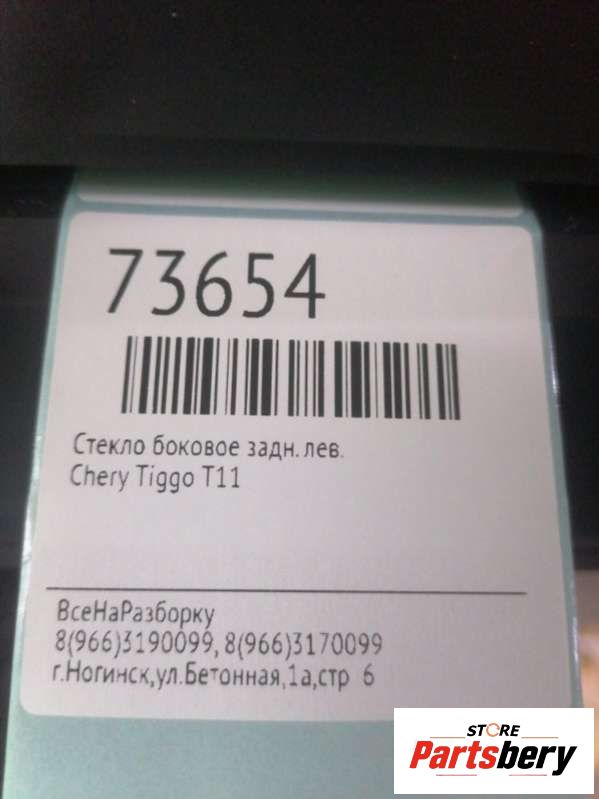 73654
Стекло боковое задн. лев.
Chery Tiggo T11
ВсеНаРазборку
8(966)3190099, 8(966)3170099
г.Ногинск,ул.Бетонная,1а,стр 6
STORE
Partsbery